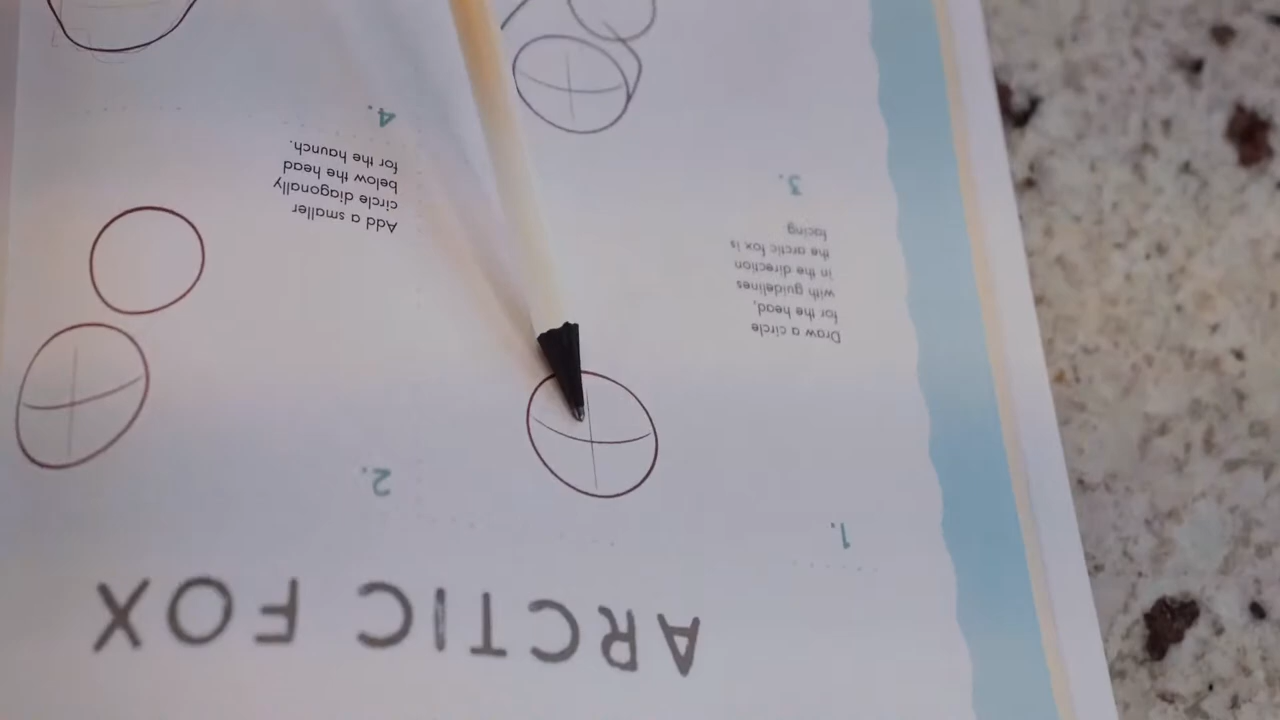 ARCTIC FOX
1.
Draw a circle
for the head,
with guidelines
in the direction
the arctic fox is
facing
2.
Add a smaller
circle diagonally
below the head
for the haunch.
3.
4.